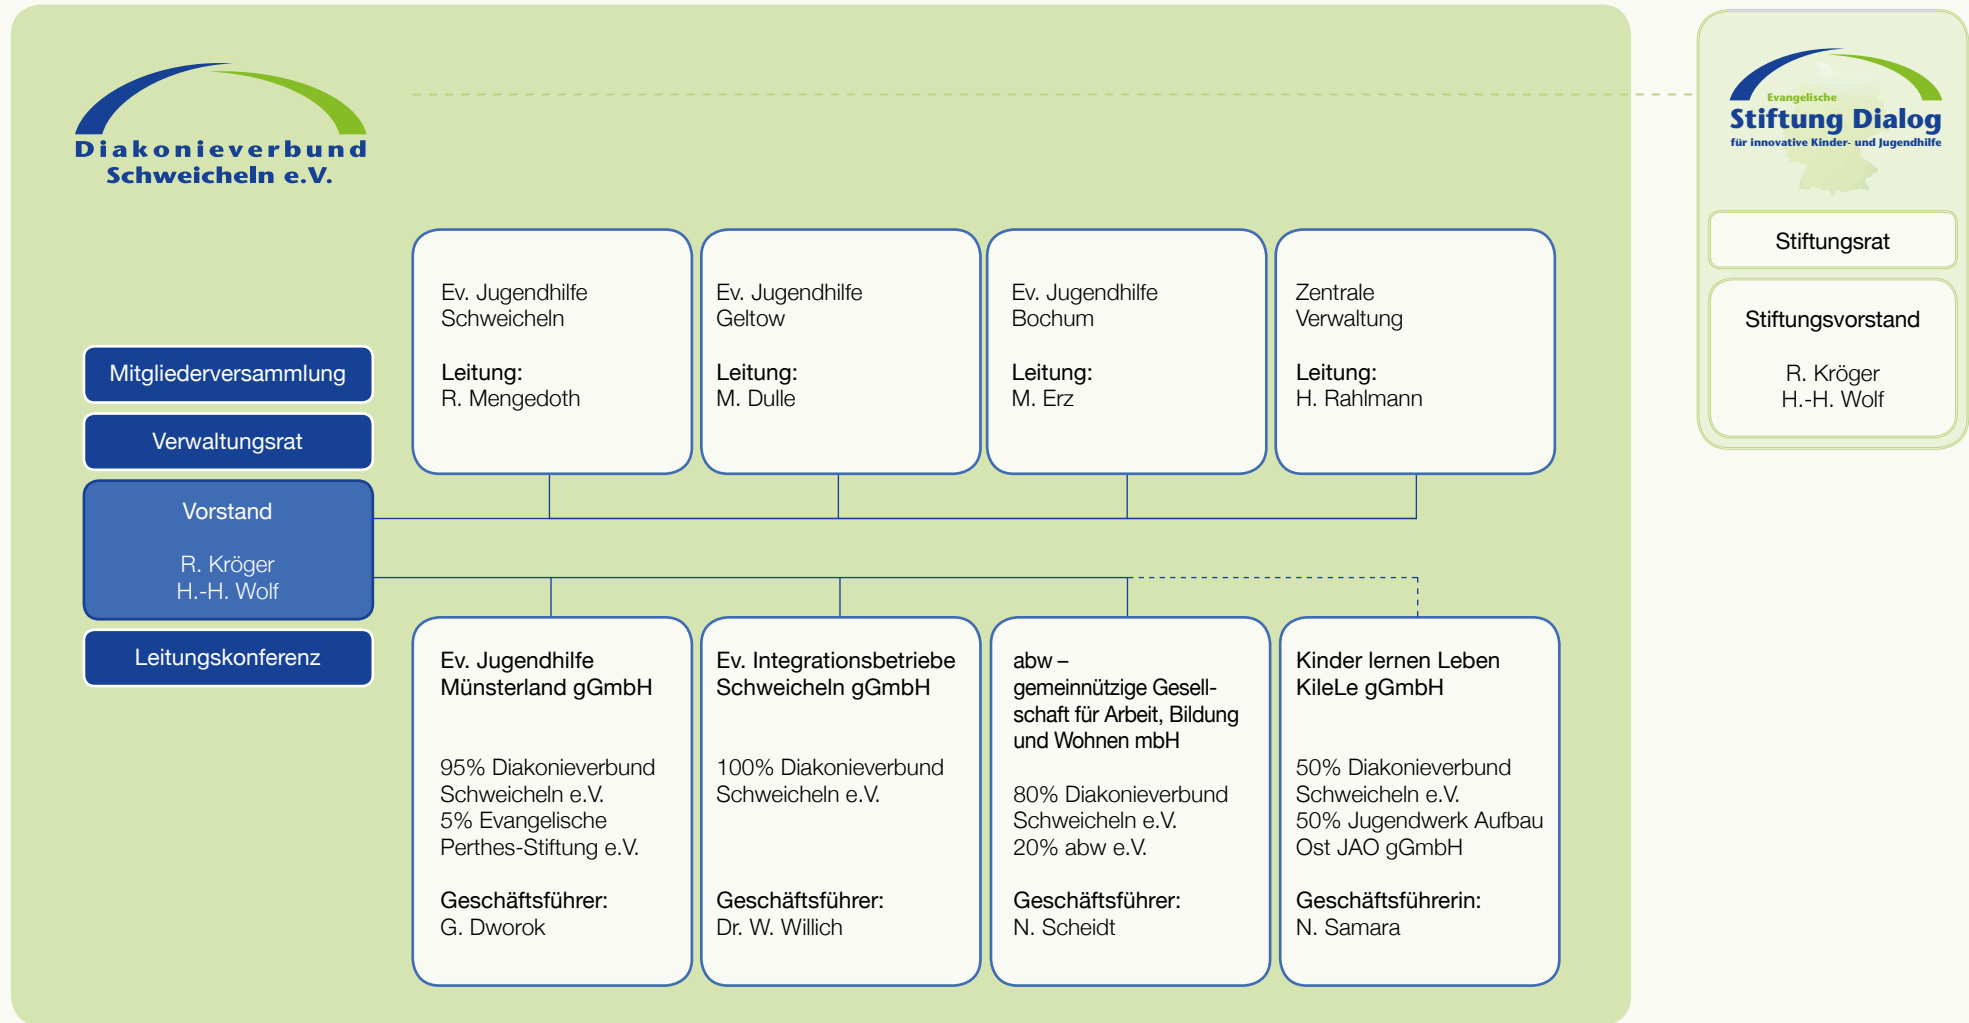 Diakonieverbund
Schweicheln e.V.
Evangelische
Stiftung Dialog
für innovative Kinder- und Jugendhilfe
Stiftungsrat
Stiftungsvorstand
R. Kröger
H.-H. Wolf
Mitgliederversammlung
Verwaltungsrat
Vorstand
R. Kröger
H.-H. Wolf
Leitungskonferenz
Ev. Jugendhilfe
Schweicheln
Leitung:
R. Mengedoth
Ev. Jugendhilfe
Geltow
Leitung:
M. Dulle
Ev. Jugendhilfe
Bochum
Leitung:
M. Erz
Zentrale
Verwaltung
Leitung:
H. Rahlmann
Ev. Jugendhilfe
Münsterland gGmbH
95% Diakonieverbund
Schweicheln e.V.
5% Evangelische
Perthes-Stiftung e.V.
Geschäftsführer:
G. Dworok
Ev. Integrationsbetriebe
Schweicheln gGmbH
100% Diakonieverbund
Schweicheln e.V.
Geschäftsführer:
Dr. W. Willich
abw –
gemeinnützige Gesell-
schaft für Arbeit, Bildung
und Wohnen mbH
80% Diakonieverbund
Schweicheln e.V.
20% abw e.V.
Geschäftsführer:
N. Scheidt
Kinder lernen Leben
KileLe gGmbH
50% Diakonieverbund
Schweicheln e.V.
50% Jugendwerk Aufbau
Ost JAO gGmbH
Geschäftsführerin:
N. Samara